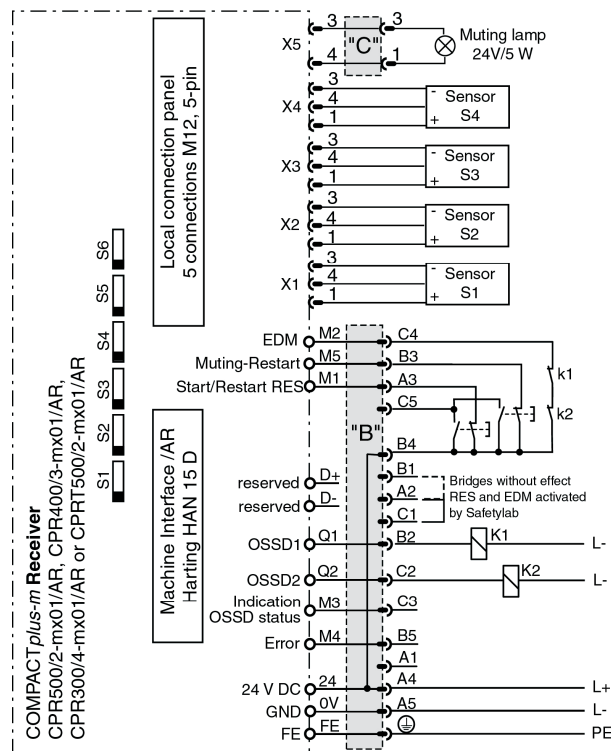 3 3
X5 "C" Muting lamp
24V/5 W
4 1
3
X4 4 - Sensor
1 + S4
3
X3 4 - Sensor
1 + S3
3
X2 4 - Sensor
1 + S2
3
X1 4 - Sensor
1 + S1
Local connection panel
5 connections M12, 5-pin
S6
S5
S4
S3
S2
S1
COMPACTplus-m Receiver
CPR500/2-mx01/AR, CPR400/3-mx01/AR,
CPR300/4-mx01/AR or CPRT500/2-mx01/AR
Machine Interface /AR
Harting HAN 15 D
"B"
EDM M2 C4
Muting-Restart M5 B3
k1
Start/Restart RES M1 A3
C5
k2
B4
reserved D+ B1
A2
reserved D-
C1
Bridges without effect
RES and EDM activated
by Safetylab
OSSD1 Q1 B2 K1 L-
OSSD2 Q2 C2 K2 L-
Indication
OSSD status M3 C3
Error M4 B5
A1
24 V DC 24 A4 L+
GND 0V A5 L-
FE FE PE